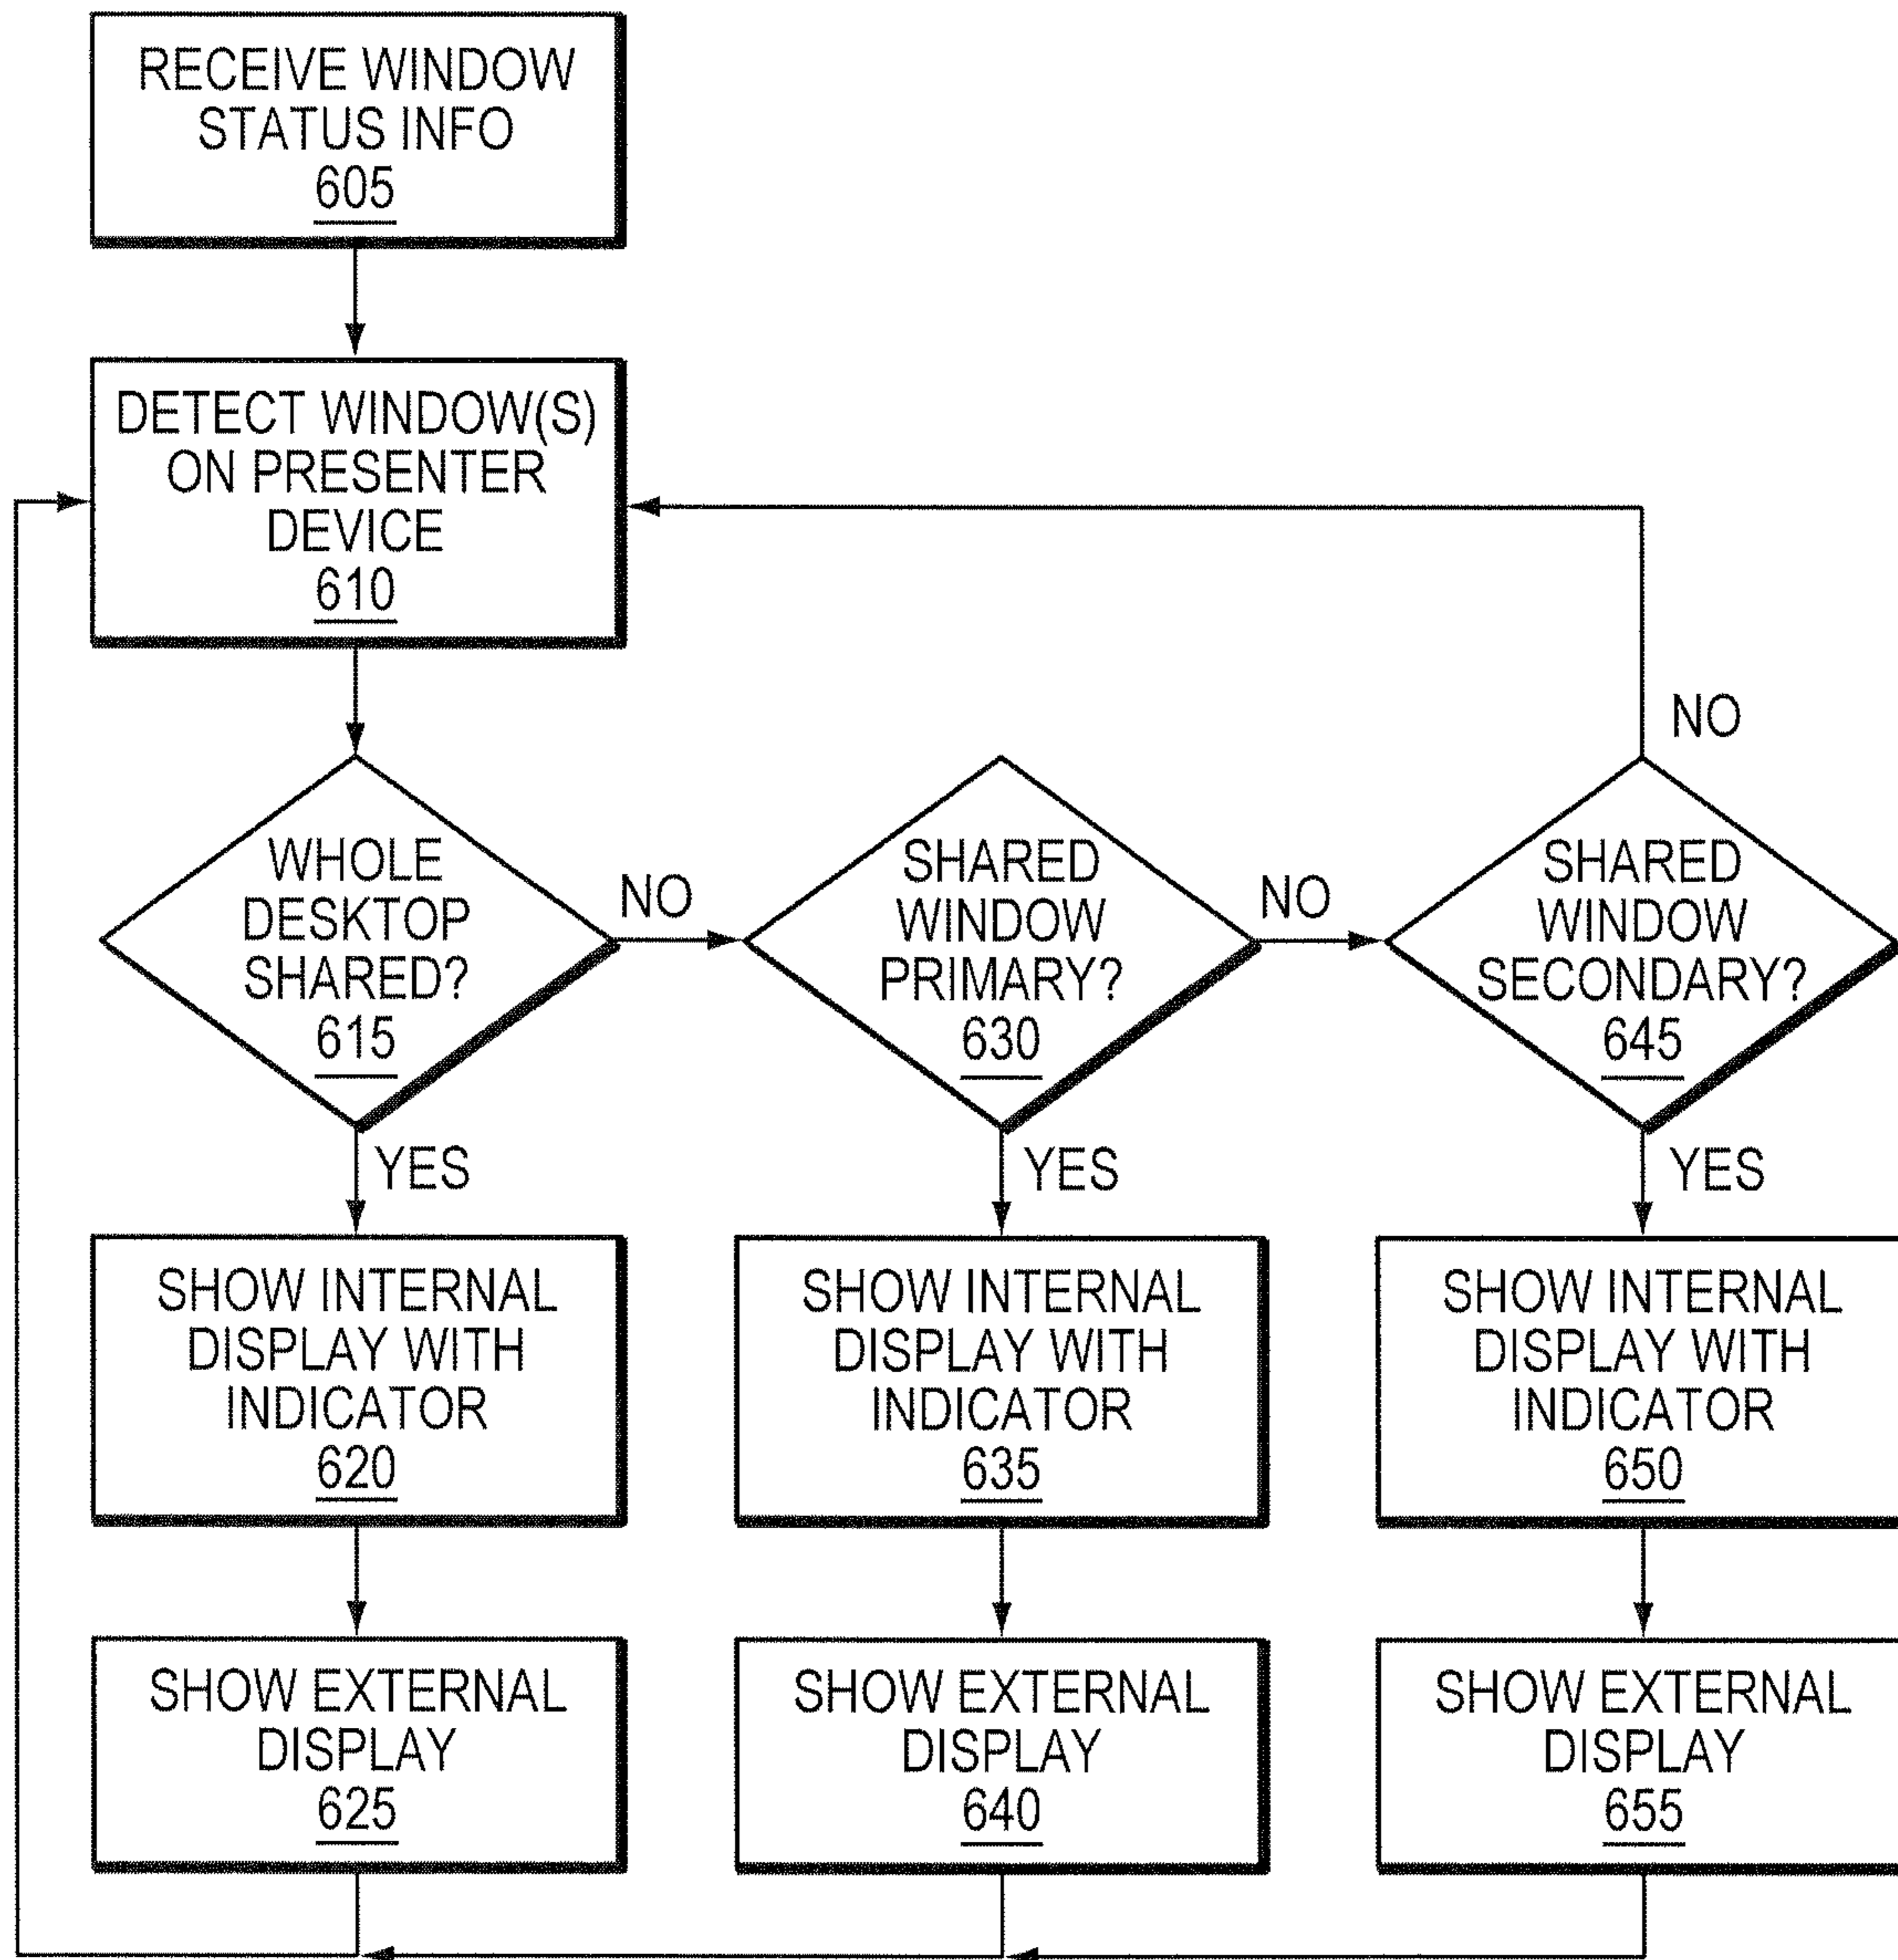 RECEIVE WINDOW
STATUS INFO
605
DETECT WINDOW(S)
ON PRESENTER
DEVICE
610
WHOLE
DESKTOP
SHARED?
615
NO
SHARED
WINDOW
PRIMARY?
630
NO
SHARED
WINDOW
SECONDARY?
645
NO
YES
YES
YES
SHOW INTERNAL
DISPLAY WITH
INDICATOR
620
SHOW INTERNAL
DISPLAY WITH
INDICATOR
635
SHOW INTERNAL
DISPLAY WITH
INDICATOR
650
SHOW EXTERNAL
DISPLAY
625
SHOW EXTERNAL
DISPLAY
640
SHOW EXTERNAL
DISPLAY
655